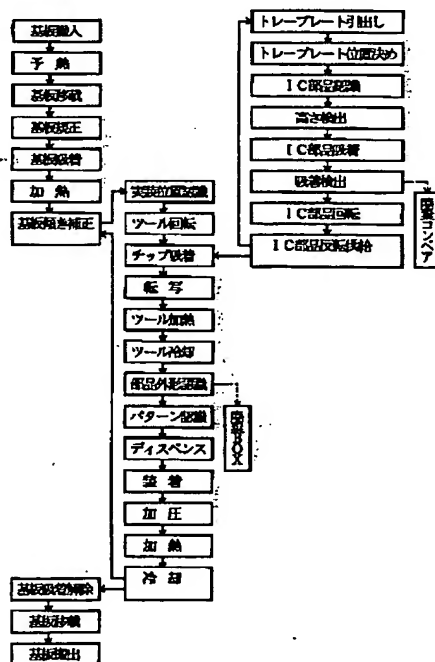 基板搬入
予 熱
基板移載
基板規正
基板吸着
加 熱
基板傾き補正
実装位置認識
ツール回転
チップ吸着
転 写
ツール加熱
ツール冷却
部品外形認識
パターン認識
ディスペンス
装 着
加 圧
加 熱
冷 却
基板吸着解除
基板移載
基板搬出
トレープレート引出し
トレープレート位置決め
IC部品認識
高さ検出
IC部品吸着
吸着検出
IC部品回転
IC部品反転供給
廃棄コンベア
廃棄BOX